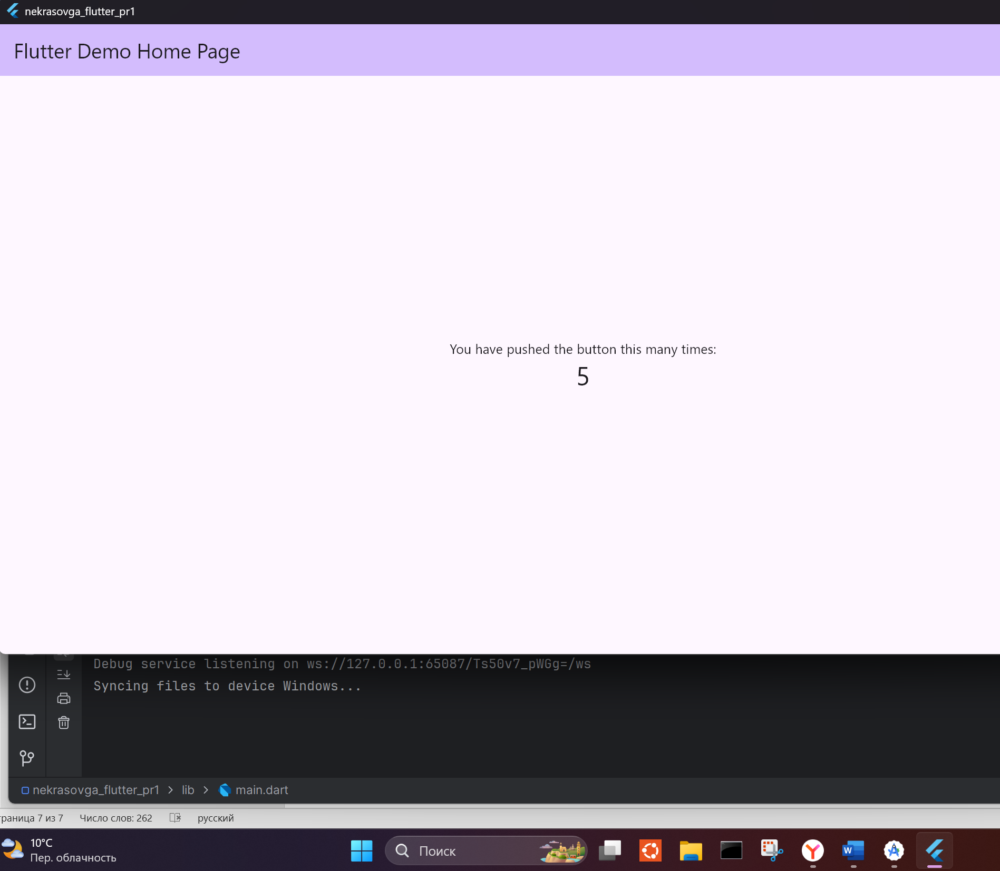 nekrasovga_flutter_pr1
Flutter Demo Home Page
You have pushed the button this many times:
5
Debug service listening on ws://127.0.0.1:65087/Ts50v7_pWGg=/ws
Syncing files to device Windows...
nekrasovga_flutter_pr1 > lib > main.dart
раница 7 из 7 Число слов: 262 русский
10°C
Пер. облачность
Поиск